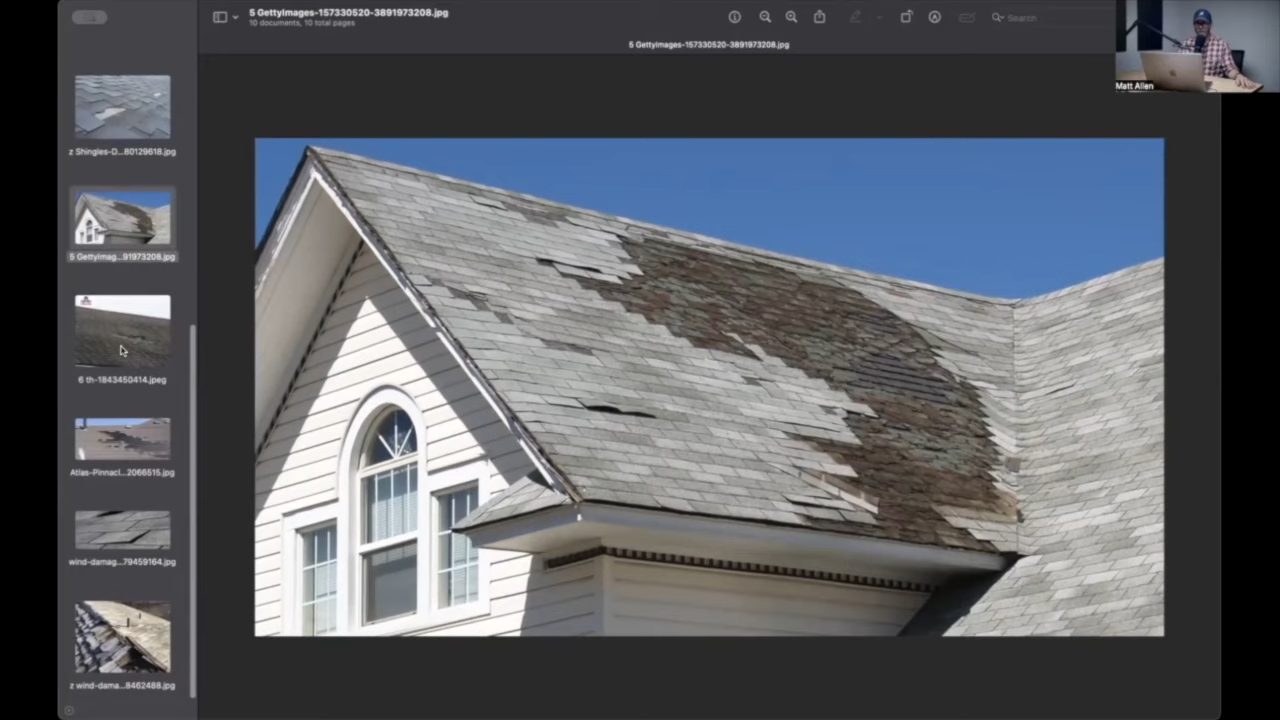 5 GettyImages-157330520-3891973208.jpg
10 documents, 10 total pages
Search
5 GettyImages-157330520-3891973208.jpg
Matt Allen
z Shingles-D...80129618.jpg
5 GettyImag...91973208.jpg
6 th-1843450414.jpeg
Atlas-Pinnacl...2066515.jpg
wind-damag...79459164.jpg
z wind-dama...8462488.jpg